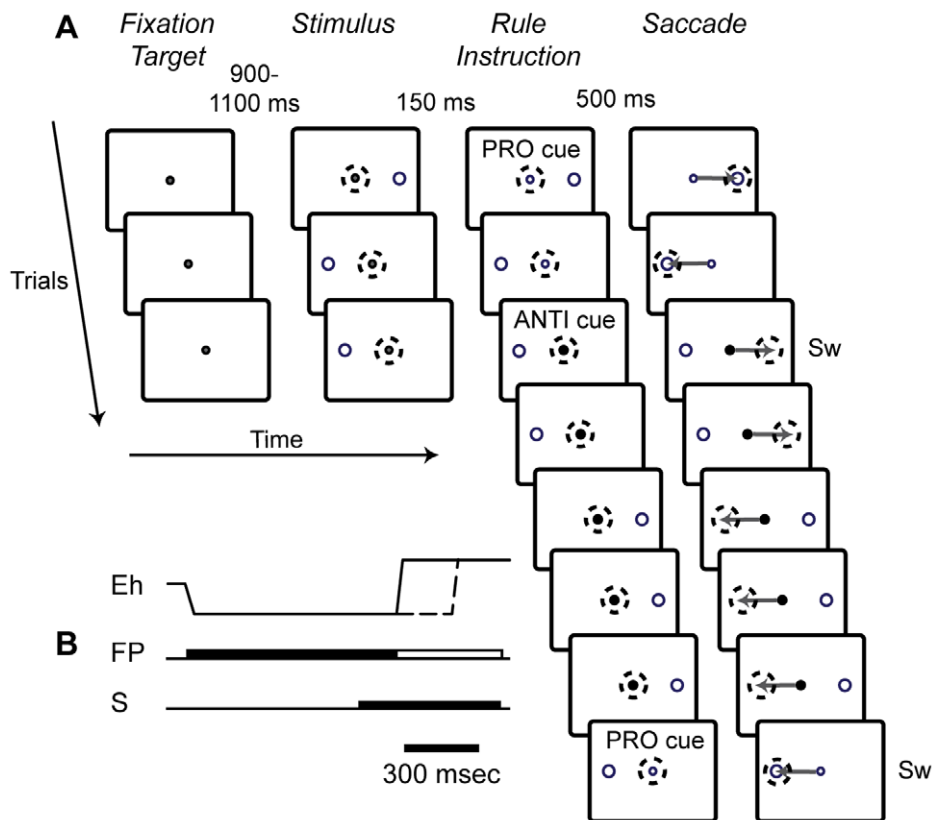 A
Fixation
Target
Stimulus
Rule
Instruction
Saccade
900-
1100 ms
150 ms
500 ms
PRO cue
Trials
ANTI cue
Sw
Time
Eh
B
FP
S
300 msec
PRO cue
Sw